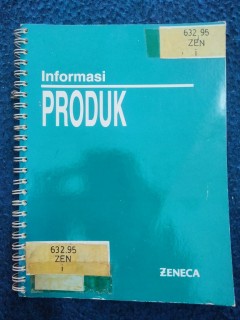 632.95
ZEN
i
Informasi
PRODUK
632.95
ZEN
i
ZENECA